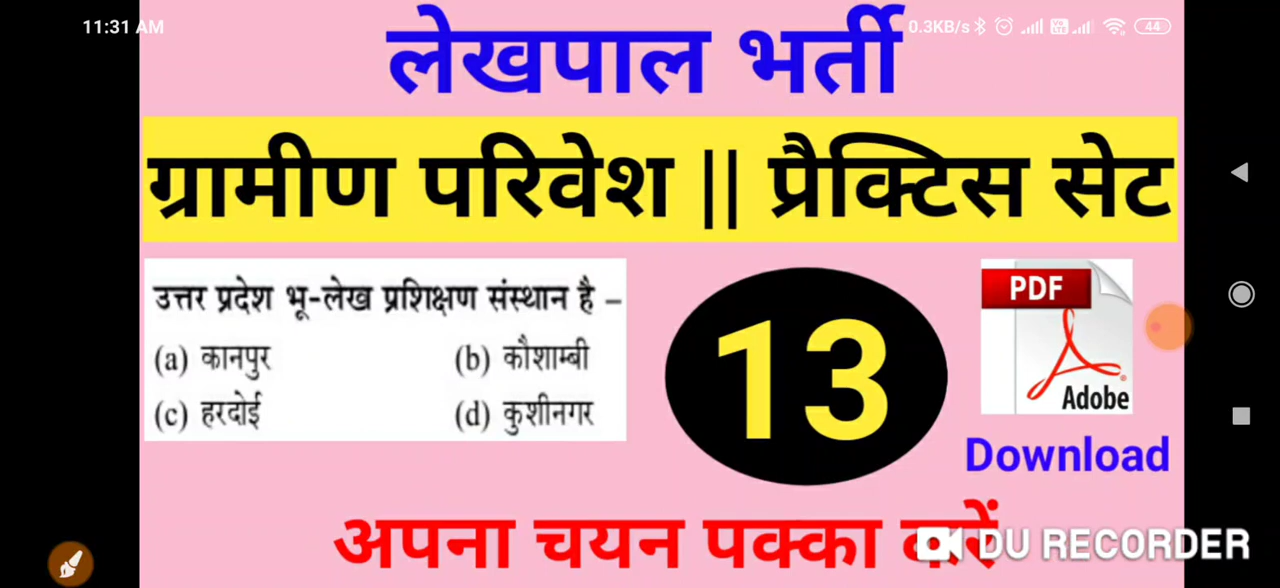 11:31 AM
0.3KB/s 44
लेखपाल भर्ती
ग्रामीण परिवेश || प्रैक्टिस सेट
उत्तर प्रदेश भू-लेख प्रशिक्षण संस्थान है –
(a) कानपुर (b) कौशाम्बी
(c) हरदोई (d) कुशीनगर
13
PDF
Adobe
Download
अपना चयन पक्का करें
DU RECORDER